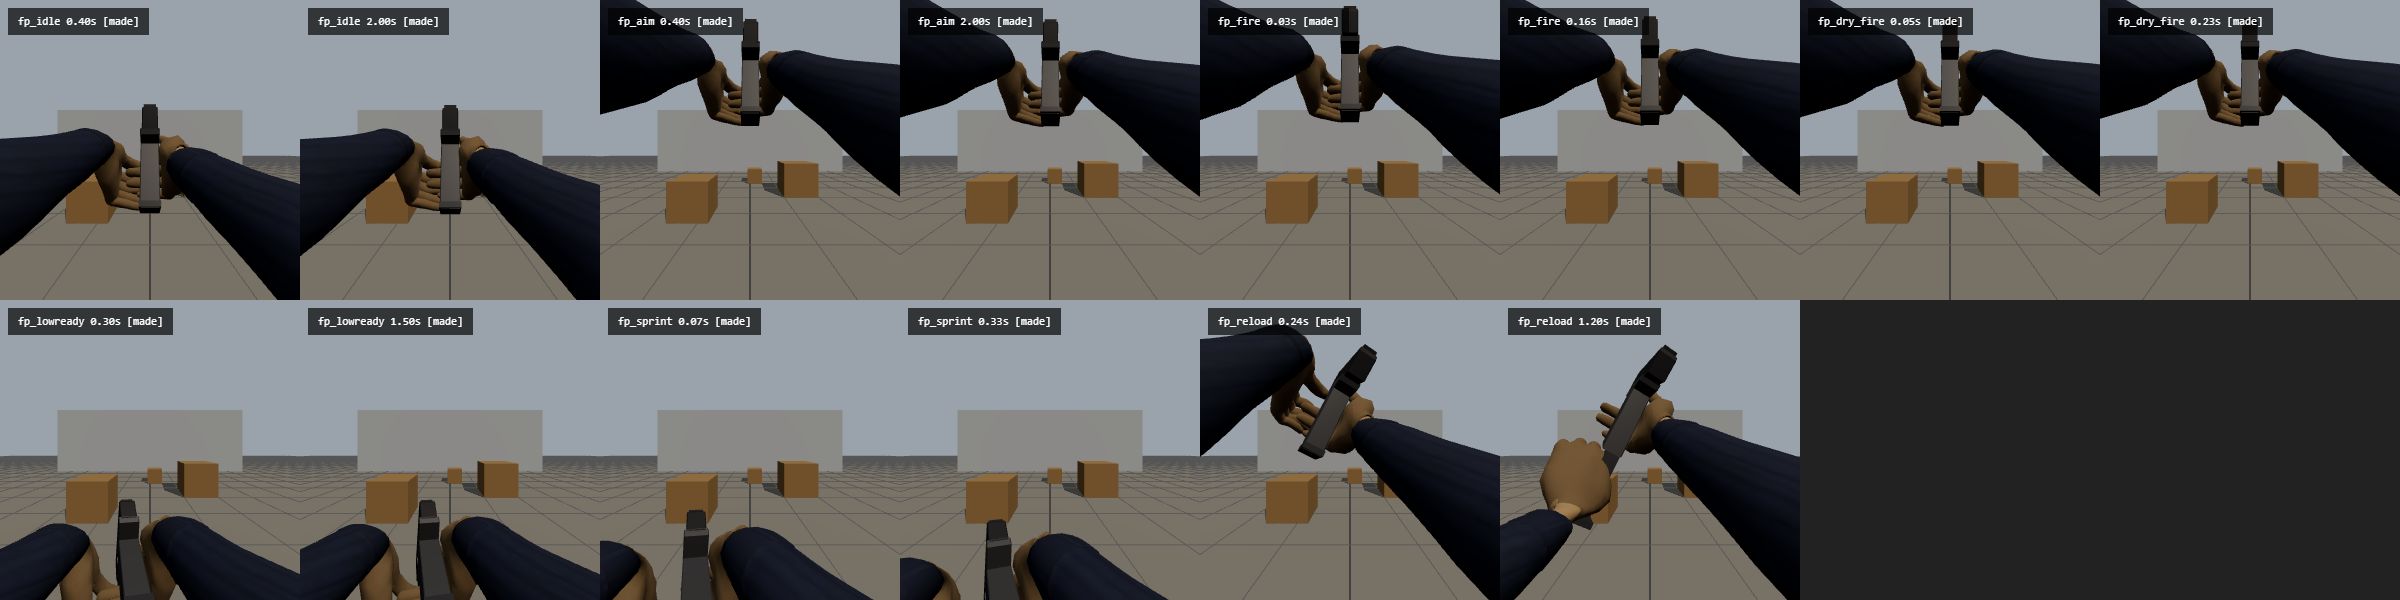 fp_idle 0.40s [made]
fp_idle 2.00s [made]
fp_aim 0.40s [made]
fp_aim 2.00s [made]
fp_fire 0.03s [made]
fp_fire 0.16s [made]
fp_dry_fire 0.05s [made]
fp_dry_fire 0.23s [made]
fp_lowready 0.30s [made]
fp_lowready 1.50s [made]
fp_sprint 0.07s [made]
fp_sprint 0.33s [made]
fp_reload 0.24s [made]
fp_reload 1.20s [made]